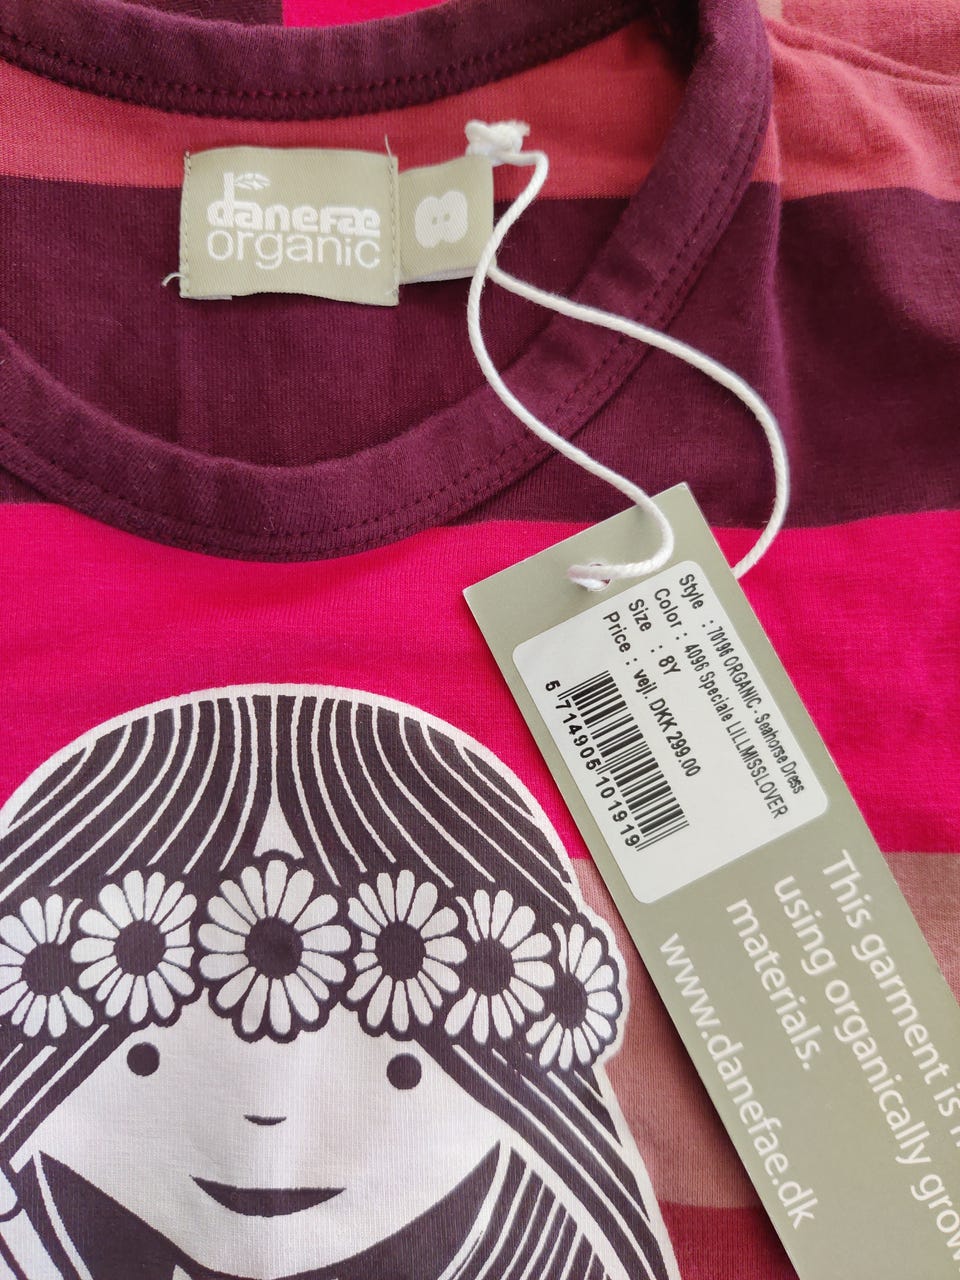 danefæ
organic
8
Style : 70196 ORGANIC - Seahorse Dress
Color : 4096 Speciale LILLMISSLOVER
Size : 8Y
Price : vejl. DKK 299.00
5 714905 101919
This garment is
using organically grow
materials.
www.danefae.dk